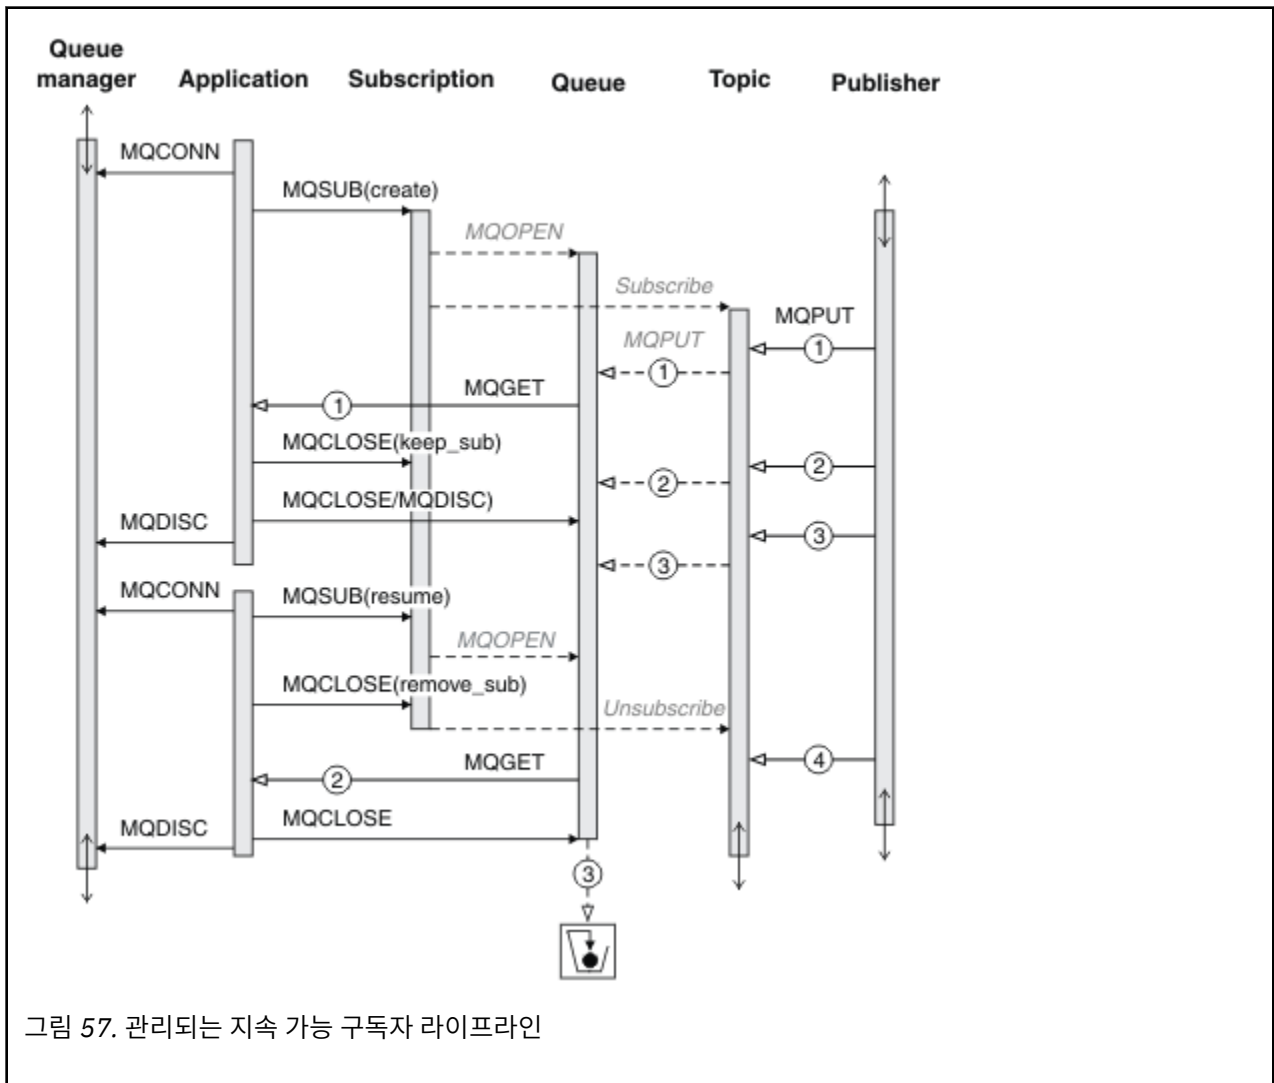 Queue
manager
Application
Subscription
Queue
Topic
Publisher
MQCONN
MQSUB(create)
MQOPEN
Subscribe
MQPUT
1
MQPUT
1
MQGET
1
MQCLOSE(keep_sub)
2
2
MQCLOSE/MQDISC)
MQDISC
3
3
MQCONN
MQSUB(resume)
MQOPEN
MQCLOSE(remove_sub)
Unsubscribe
4
MQGET
2
MQCLOSE
MQDISC
3
그림 57. 관리되는 지속 가능 구독자 라이프라인